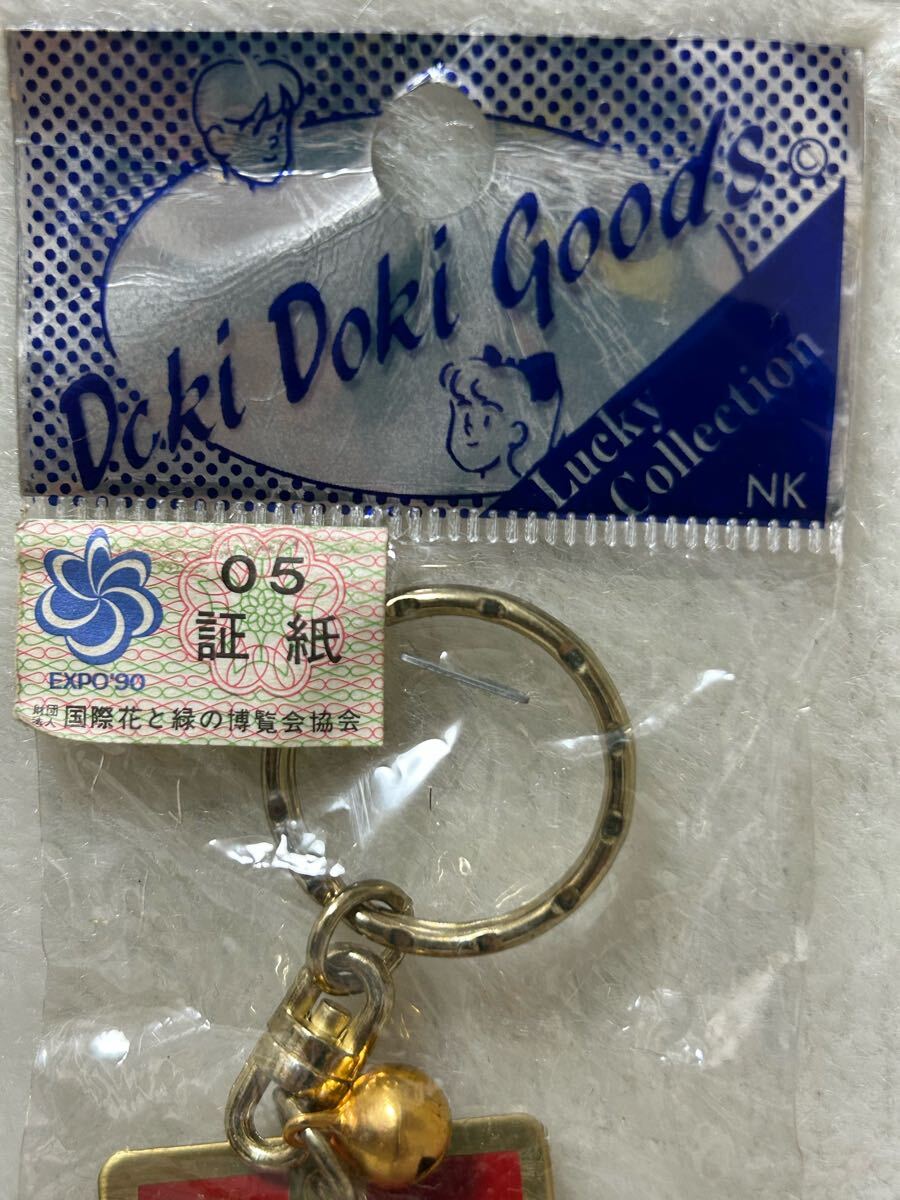 Doki Doki Goods ©
Lucky
Collection
NK
05
証紙
EXPO'90
財団法人 国際花と緑の博覧会協会